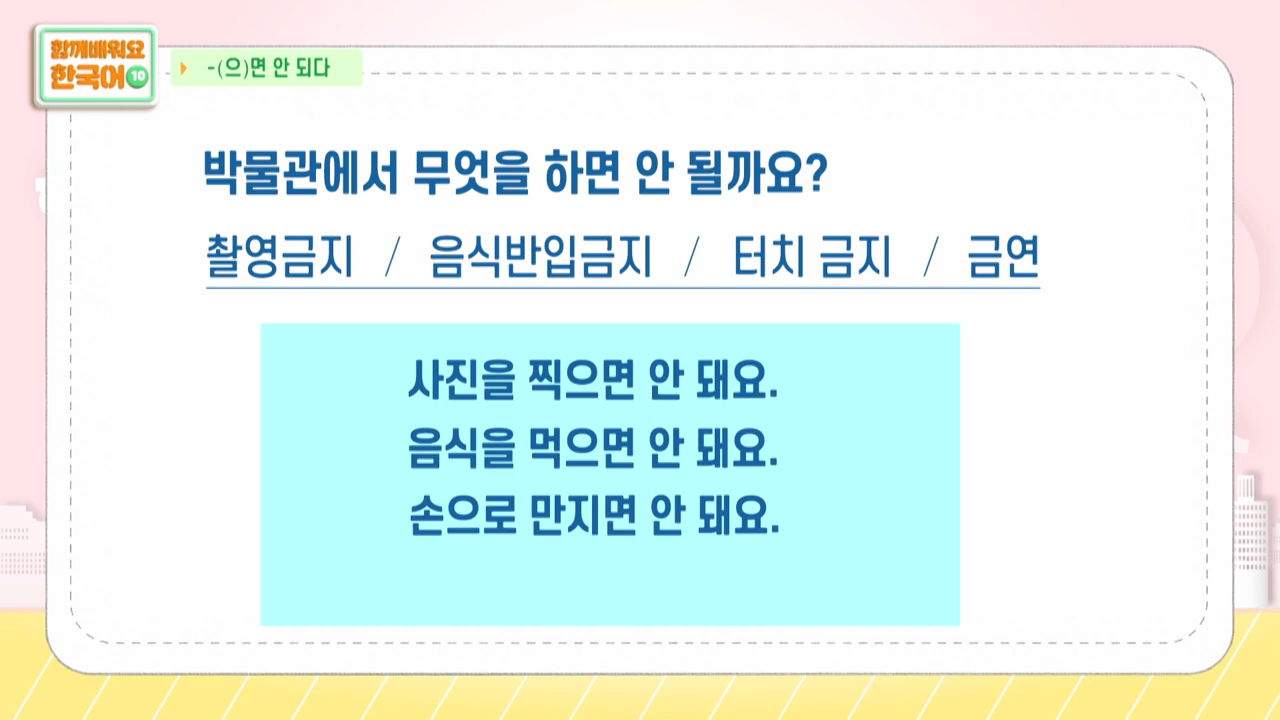 함께배워요
한국어 10
-(으)면 안 되다
박물관에서 무엇을 하면 안 될까요?
촬영금지 / 음식반입금지 / 터치 금지 / 금연
사진을 찍으면 안 돼요.
음식을 먹으면 안 돼요.
손으로 만지면 안 돼요.